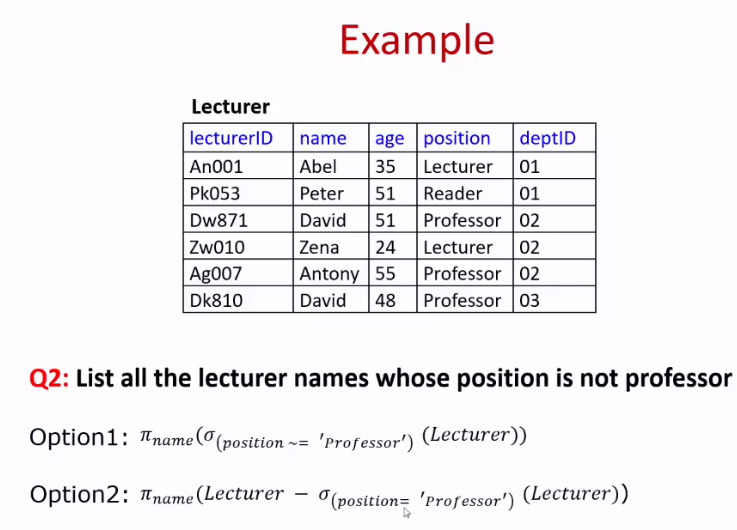 Example
Lecturer
lecturerID name age position deptID
An001 Abel 35 Lecturer 01
Pk053 Peter 51 Reader 01
Dw871 David 51 Professor 02
Zw010 Zena 24 Lecturer 02
Ag007 Antony 55 Professor 02
Dk810 David 48 Professor 03
Q2: List all the lecturer names whose position is not professor
Option1: π_name(σ_(position ~= 'Professor') (Lecturer))
Option2: π_name(Lecturer − σ_(position= 'Professor') (Lecturer))